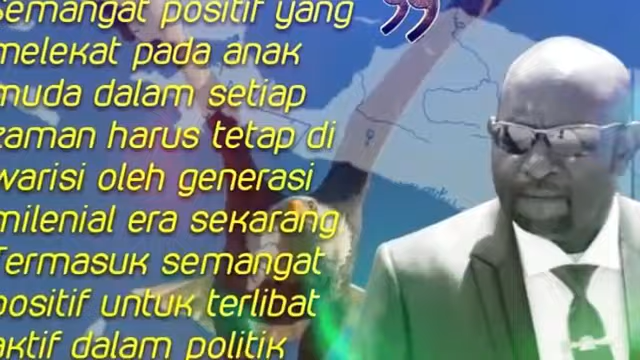 Semangat positif yang
melekat pada anak
muda dalam setiap
zaman harus tetap di
warisi oleh generasi
milenial era sekarang
Termasuk semangat
positif untuk terlibat
aktif dalam politik